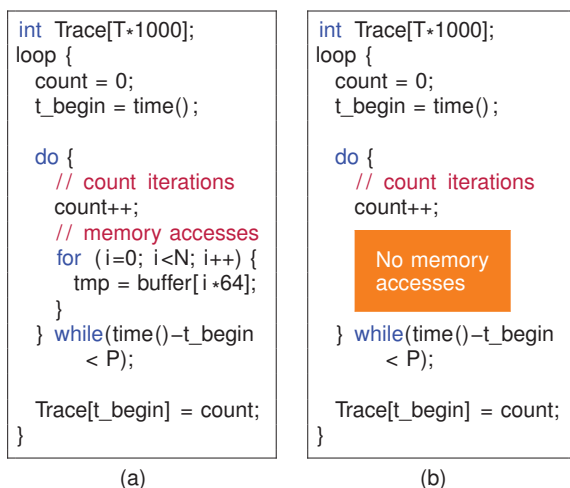 int Trace[T*1000];
loop {
count = 0;
t_begin = time();
do {
// count iterations
count++;
// memory accesses
for (i=0; i<N; i++) {
tmp = buffer[i*64];
}
} while(time()−t_begin
< P);
Trace[t_begin] = count;
}
(a)
int Trace[T*1000];
loop {
count = 0;
t_begin = time();
do {
// count iterations
count++;
No memory
accesses
} while(time()−t_begin
< P);
Trace[t_begin] = count;
}
(b)